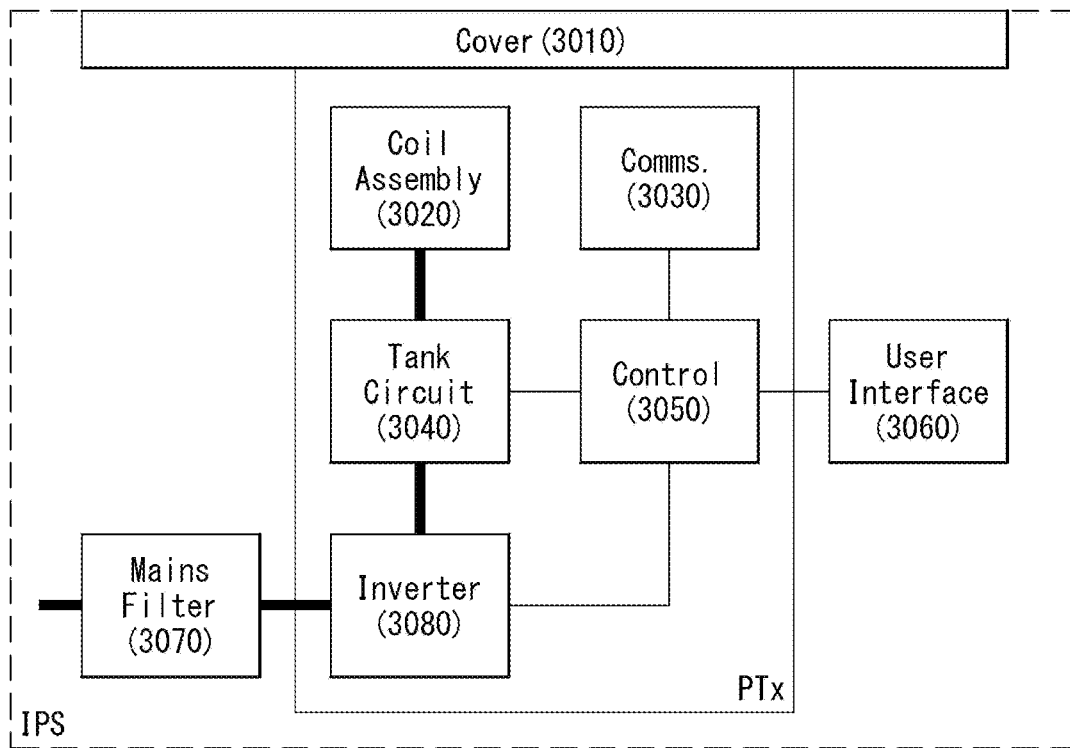 Cover(3010)
Coil
Assembly
(3020)
Comms.
(3030)
Tank
Circuit
(3040)
Control
(3050)
User
Interface
(3060)
Mains
Filter
(3070)
Inverter
(3080)
PTx
IPS